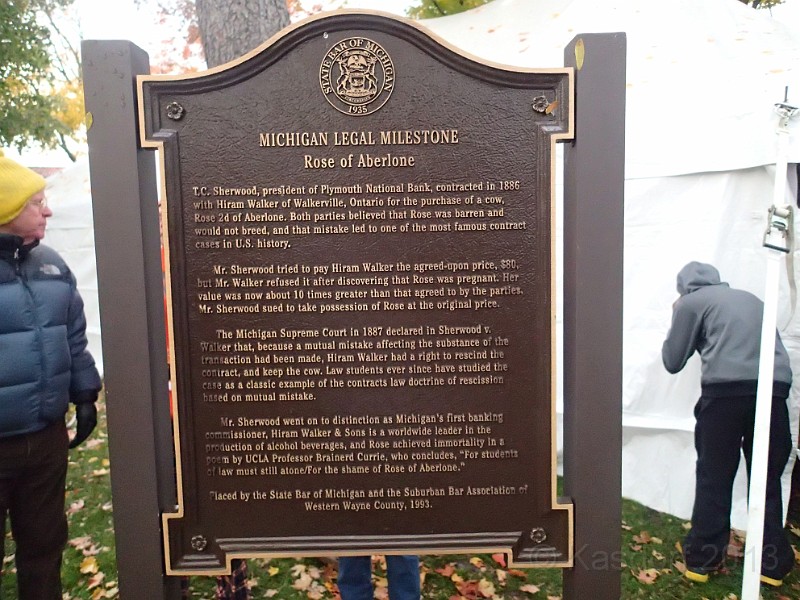 STATE BAR OF MICHIGAN
1935
MICHIGAN LEGAL MILESTONE
Rose of Aberlone
T.C. Sherwood, president of Plymouth National Bank, contracted in 1886
with Hiram Walker of Walkerville, Ontario for the purchase of a cow,
Rose 2d of Aberlone. Both parties believed that Rose was barren and
would not breed, and that mistake led to one of the most famous contract
cases in U.S. history.
Mr. Sherwood tried to pay Hiram Walker the agreed-upon price, $80,
but Mr. Walker refused it after discovering that Rose was pregnant. Her
value was now about 10 times greater than that agreed to by the parties.
Mr. Sherwood sued to take possession of Rose at the original price.
The Michigan Supreme Court in 1887 declared in Sherwood v.
Walker that, because a mutual mistake affecting the substance of the
transaction had been made, Hiram Walker had a right to rescind the
contract, and keep the cow. Law students ever since have studied the
case as a classic example of the contracts law doctrine of rescission
based on mutual mistake.
Mr. Sherwood went on to distinction as Michigan's first banking
commissioner, Hiram Walker & Sons is a worldwide leader in the
production of alcohol beverages, and Rose achieved immortality in a
poem by UCLA Professor Brainerd Currie, who concludes, "For students
of law must still atone/For the shame of Rose of Aberlone."
Placed by the State Bar of Michigan and the Suburban Bar Association of
Western Wayne County, 1993.
© Kasdorf 2013